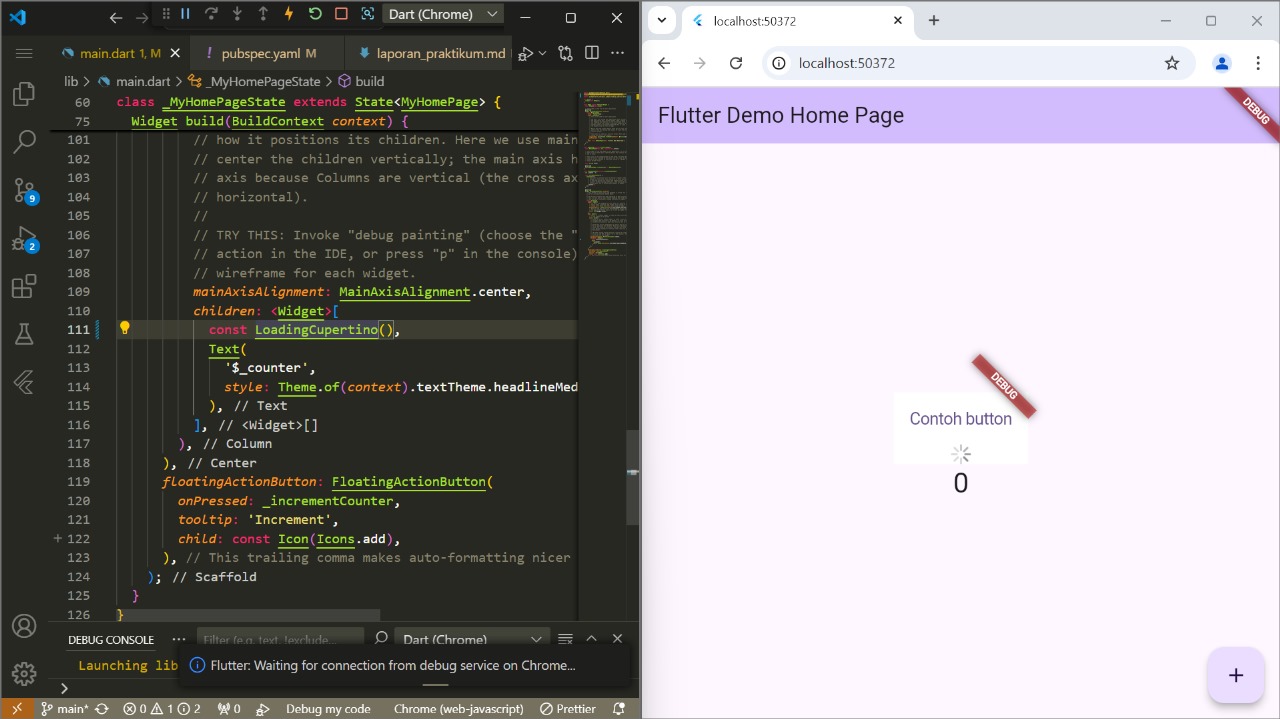 Dart (Chrome)
main.dart 1, M
pubspec.yaml M
laporan_praktikum.md
lib > main.dart > _MyHomePageState > build
60 class _MyHomePageState extends State<MyHomePage> {
75 Widget build(BuildContext context) {
101 // how it positions its children. Here we use main
102 // center the children vertically; the main axis h
103 // axis because Columns are vertical (the cross ax
104 // horizontal).
105 //
106 // TRY THIS: Invoke "debug painting" (choose the "
107 // action in the IDE, or press "p" in the console)
108 // wireframe for each widget.
109 mainAxisAlignment: MainAxisAlignment.center,
110 children: <Widget>[
111 const LoadingCupertino(),
112 Text(
113 '$_counter',
114 style: Theme.of(context).textTheme.headlineMed
115 ), // Text
116 ], // <Widget>[]
117 ), // Column
118 ), // Center
119 floatingActionButton: FloatingActionButton(
120 onPressed: _incrementCounter,
121 tooltip: 'Increment',
122 child: const Icon(Icons.add),
123 ), // This trailing comma makes auto-formatting nicer
124 ); // Scaffold
125 }
126 }
9
2
DEBUG CONSOLE
Filter (e.g. text, !exclude...
Dart (Chrome)
Launching lib
Flutter: Waiting for connection from debug service on Chrome...
main*
0 1 2
0
Debug my code
Chrome (web-javascript)
Prettier
localhost:50372
localhost:50372
Flutter Demo Home Page
DEBUG
DEBUG
Contoh button
0
+